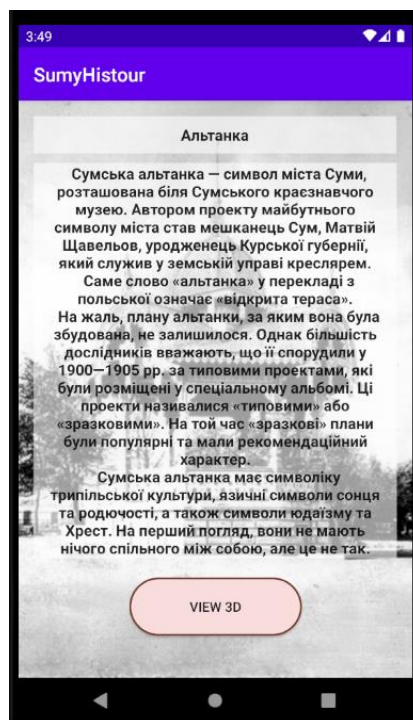 3:49
SumyHistour
Альтанка
Сумська альтанка — символ міста Суми,
розташована біля Сумського краєзнавчого
музею. Автором проекту майбутнього
символу міста став мешканець Сум, Матвій
Щавельов, уродженець Курської губернії,
який служив у земській управі креслярем.
Саме слово «альтанка» у перекладі з
польської означає «відкрита тераса».
На жаль, плану альтанки, за яким вона була
збудована, не залишилося. Однак більшість
дослідників вважають, що її спорудили у
1900—1905 рр. за типовими проектами, які
були розміщені у спеціальному альбомі. Ці
проекти називалися «типовими» або
«зразковими». На той час «зразкові» плани
були популярні та мали рекомендаційний
характер.
Сумська альтанка має символіку
трипільської культури, язичні символи сонця
та родючості, а також символи юдаїзму та
Хрест. На перший погляд, вони не мають
нічого спільного між собою, але це не так.
VIEW 3D